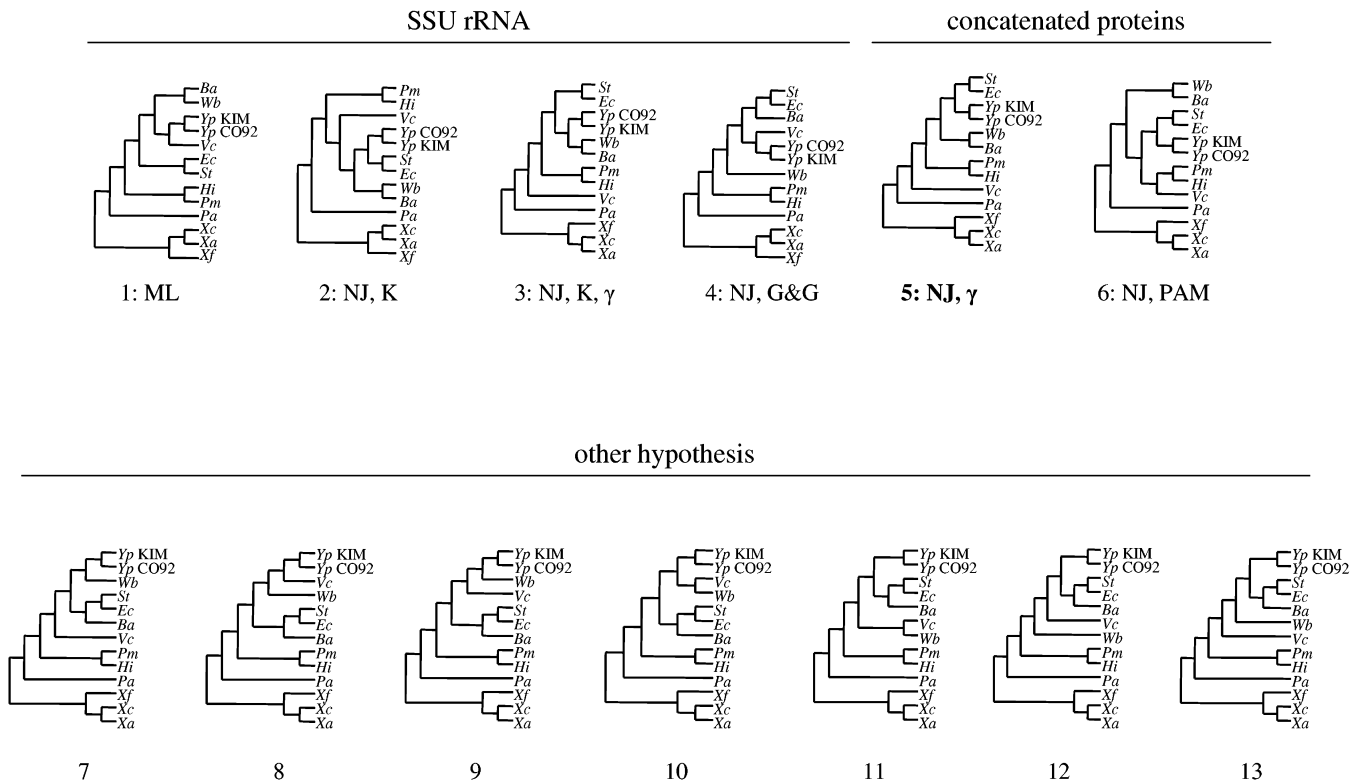 SSU rRNA
concatenated proteins
Ba
Wb
Yp KIM
Yp CO92
Vc
Ec
St
Hi
Pm
Pa
Xc
Xa
Xf
1: ML
Pm
Hi
Vc
Yp CO92
Yp KIM
St
Ec
Wb
Ba
Pa
Xc
Xa
Xf
2: NJ, K
St
Ec
Yp CO92
Yp KIM
Wb
Ba
Pm
Hi
Vc
Pa
Xf
Xc
Xa
3: NJ, K, γ
St
Ec
Ba
Vc
Yp CO92
Yp KIM
Wb
Pm
Hi
Pa
Xc
Xa
Xf
4: NJ, G&G
St
Ec
Yp KIM
Yp CO92
Wb
Ba
Pm
Hi
Vc
Pa
Xf
Xc
Xa
5: NJ, γ
Wb
Ba
St
Ec
Yp KIM
Yp CO92
Pm
Hi
Vc
Pa
Xf
Xc
Xa
6: NJ, PAM
other hypothesis
Yp KIM
Yp CO92
Wb
St
Ec
Ba
Vc
Pm
Hi
Pa
Xf
Xc
Xa
7
Yp KIM
Yp CO92
Vc
Wb
St
Ec
Ba
Pm
Hi
Pa
Xf
Xc
Xa
8
Yp KIM
Yp CO92
Wb
Vc
St
Ec
Ba
Pm
Hi
Pa
Xf
Xc
Xa
9
Yp KIM
Yp CO92
Vc
Wb
St
Ec
Ba
Pm
Hi
Pa
Xf
Xc
Xa
10
Yp KIM
Yp CO92
St
Ec
Ba
Vc
Wb
Pm
Hi
Pa
Xf
Xc
Xa
11
Yp KIM
Yp CO92
St
Ec
Ba
Vc
Wb
Pm
Hi
Pa
Xf
Xc
Xa
12
Yp KIM
Yp CO92
St
Ec
Ba
Wb
Vc
Pm
Hi
Pa
Xf
Xc
Xa
13